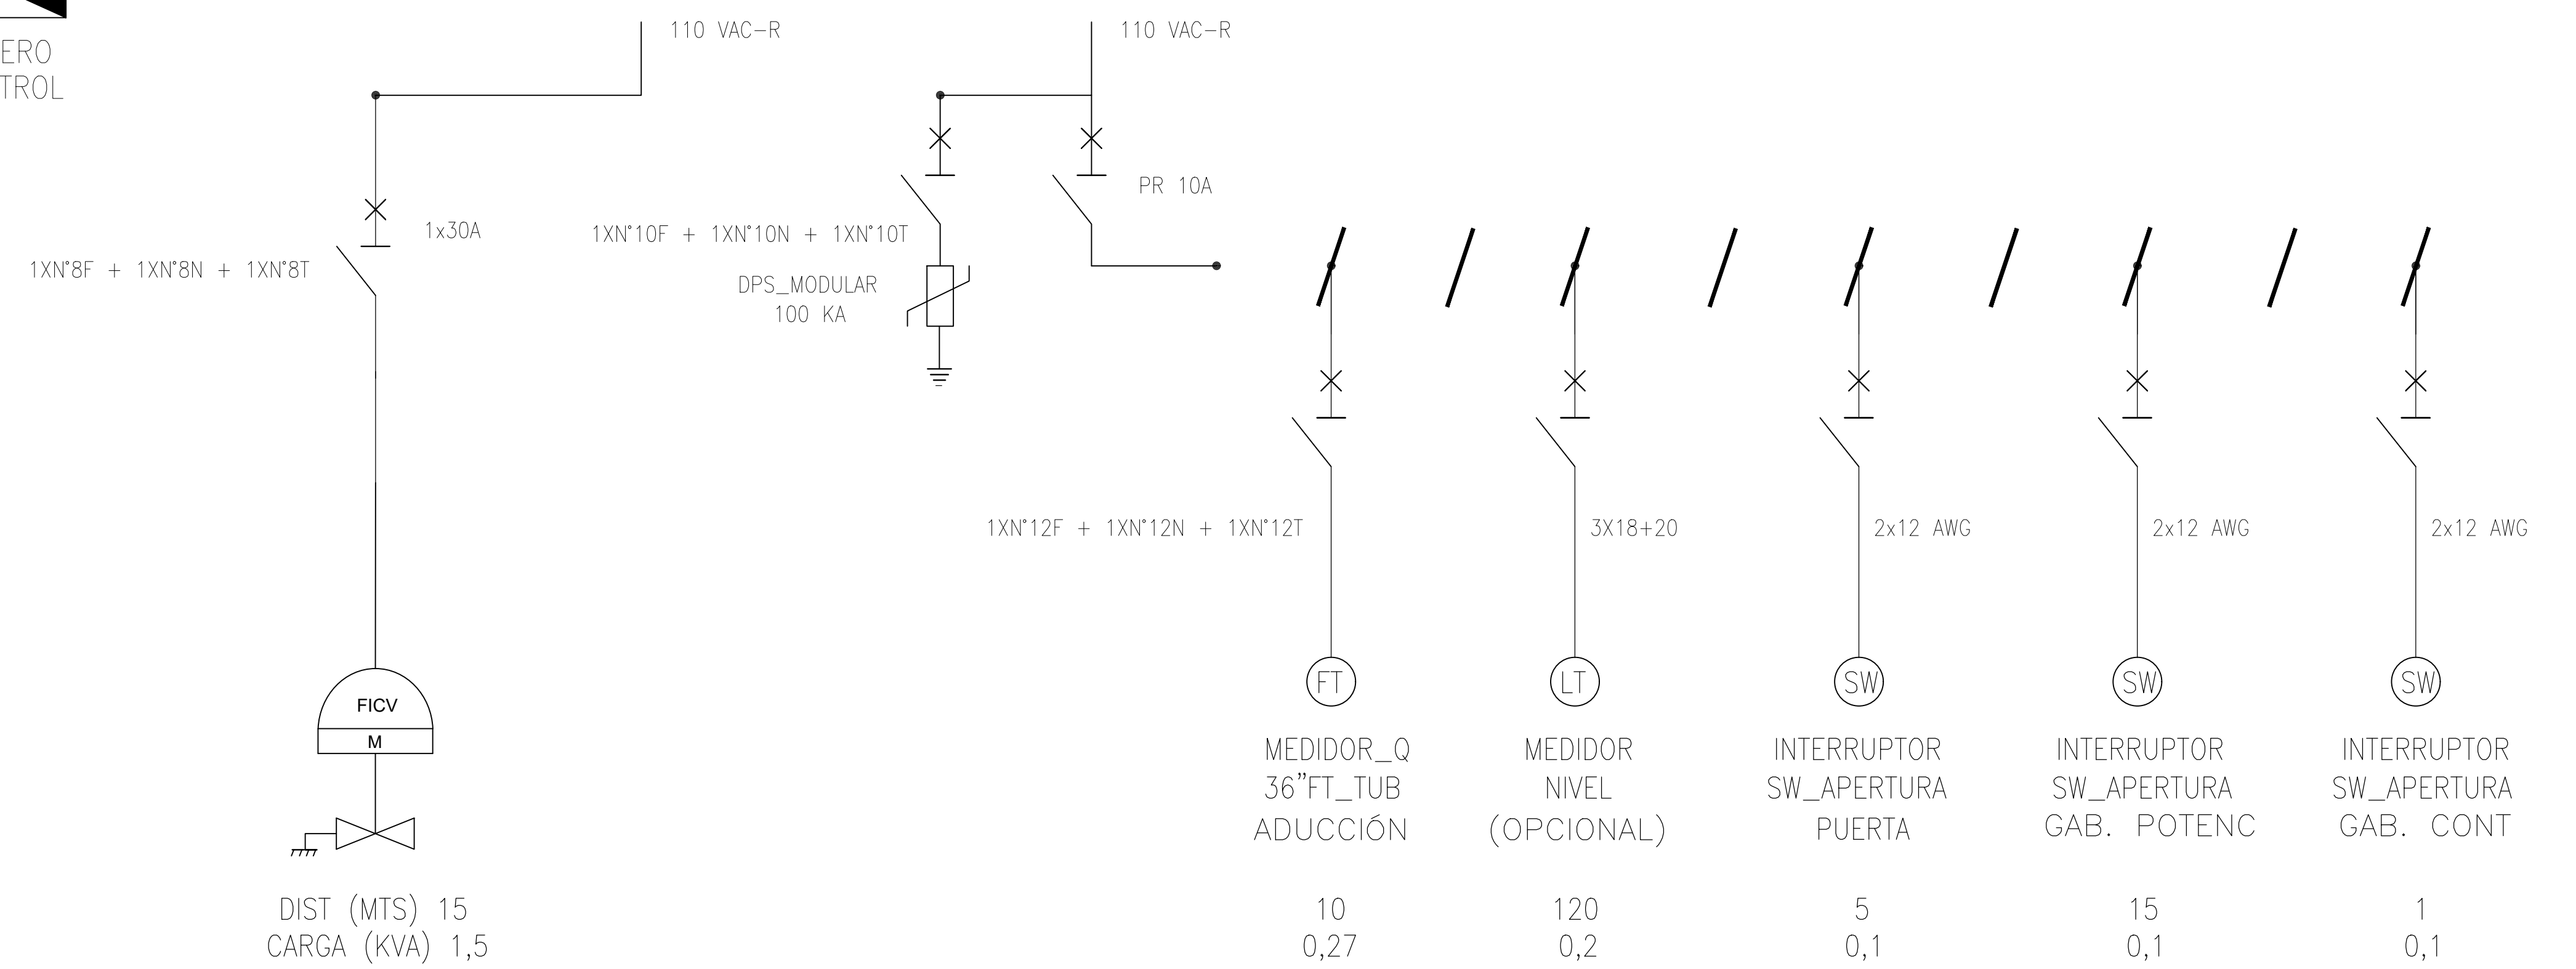 ERO
TROL
110 VAC-R
110 VAC-R
PR 10A
1x30A
1XN°10F + 1XN°10N + 1XN°10T
1XN°8F + 1XN°8N + 1XN°8T
DPS_MODULAR
100 KA
1XN°12F + 1XN°12N + 1XN°12T
3X18+20
2x12 AWG
2x12 AWG
2x12 AWG
FICV
M
FT
LT
SW
SW
SW
MEDIDOR_Q
36"FT_TUB
ADUCCIÓN
MEDIDOR
NIVEL
(OPCIONAL)
INTERRUPTOR
SW_APERTURA
PUERTA
INTERRUPTOR
SW_APERTURA
GAB. POTENC
INTERRUPTOR
SW_APERTURA
GAB. CONT
DIST (MTS) 15 10 120 5 15 1
CARGA (KVA) 1,5 0,27 0,2 0,1 0,1 0,1